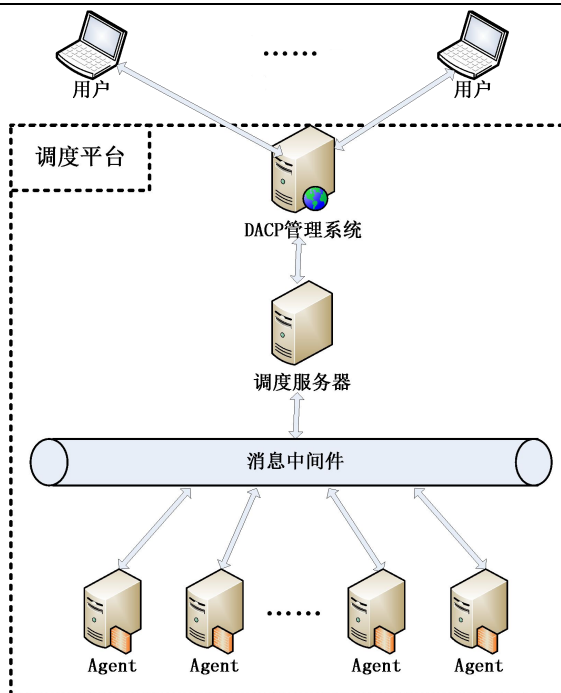 ……
用户
用户
调度平台
DACP管理系统
调度服务器
消息中间件
……
Agent
Agent
Agent
Agent